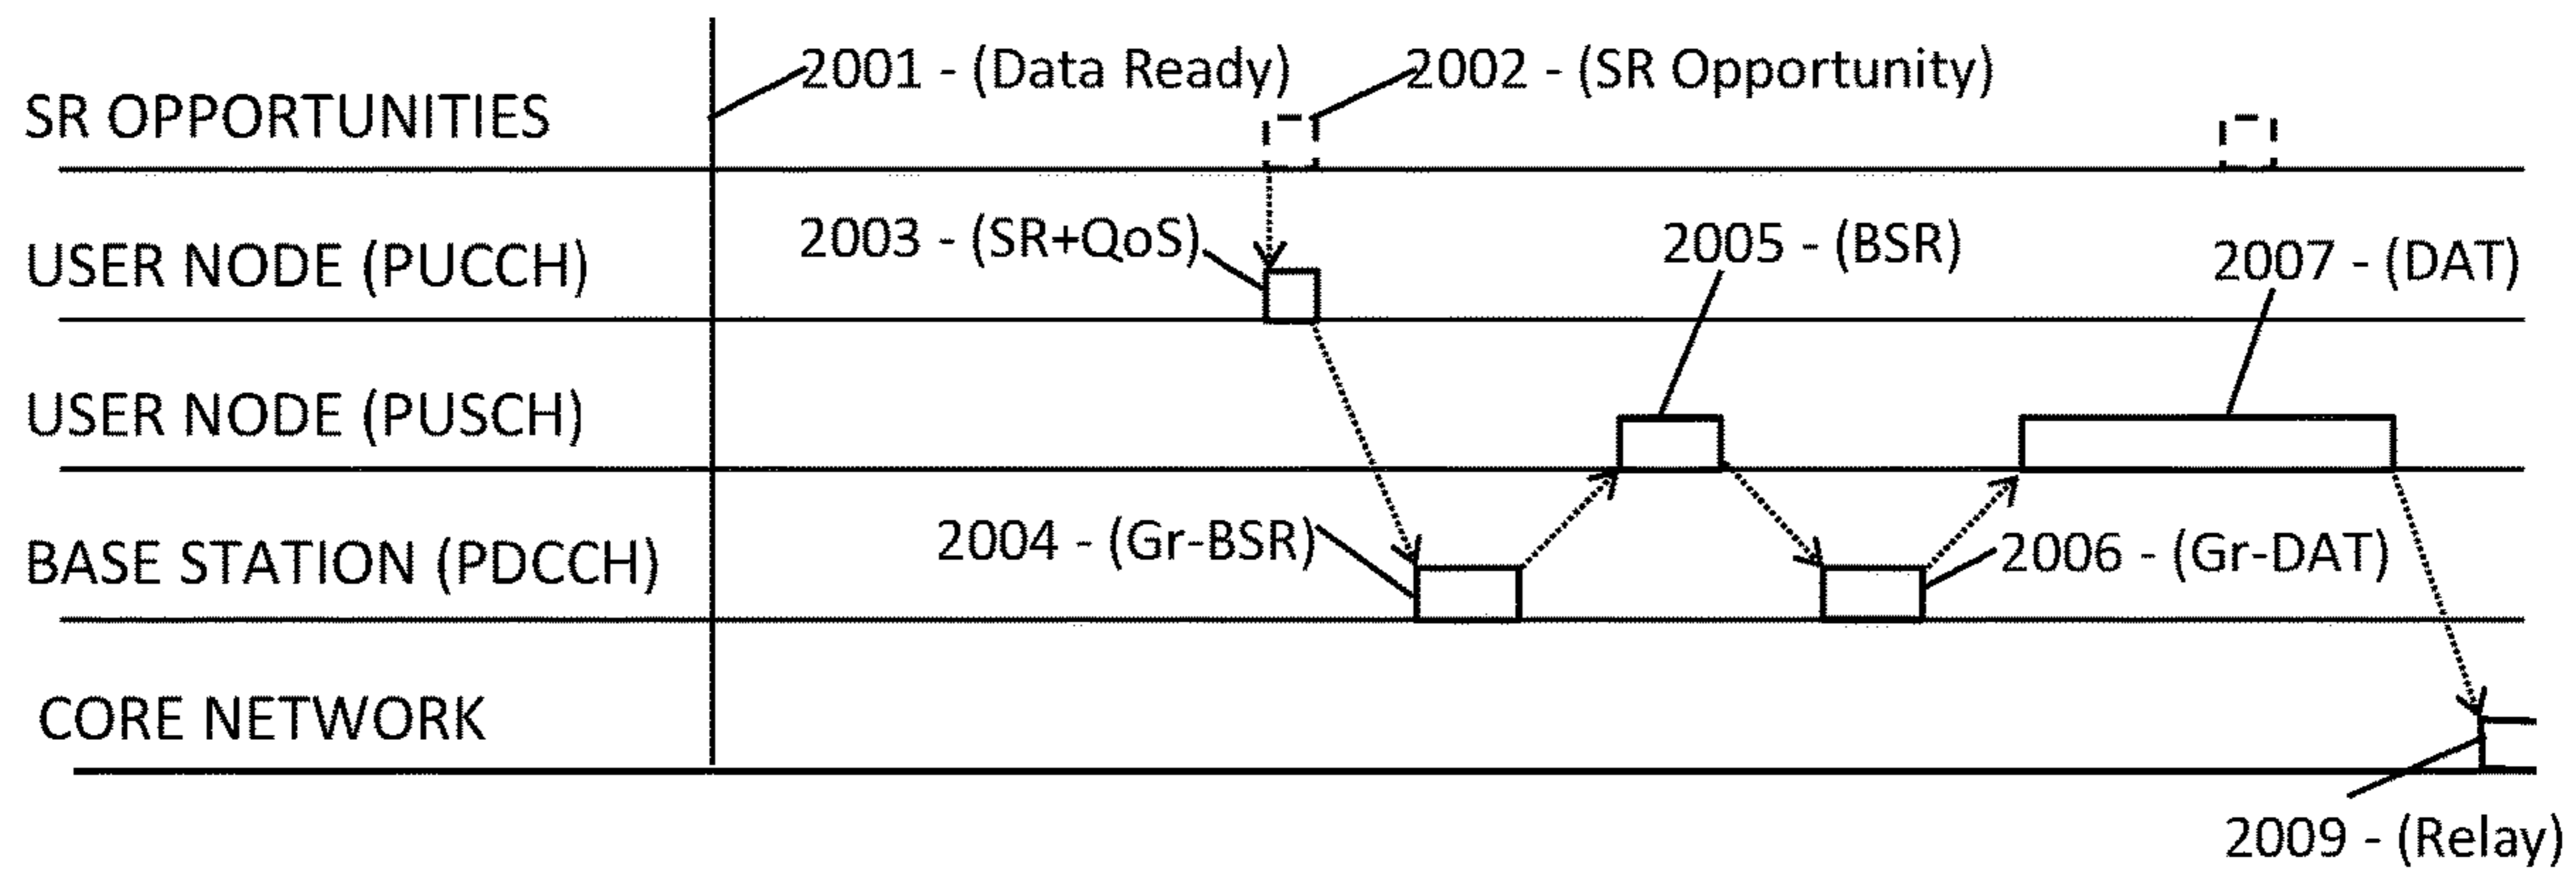 2001 - (Data Ready)
2002 - (SR Opportunity)
SR OPPORTUNITIES
2003 - (SR+QoS)
2005 - (BSR)
USER NODE (PUCCH)
2007 - (DAT)
USER NODE (PUSCH)
2004 - (Gr-BSR)
2006 - (Gr-DAT)
BASE STATION (PDCCH)
CORE NETWORK
2009 - (Relay)